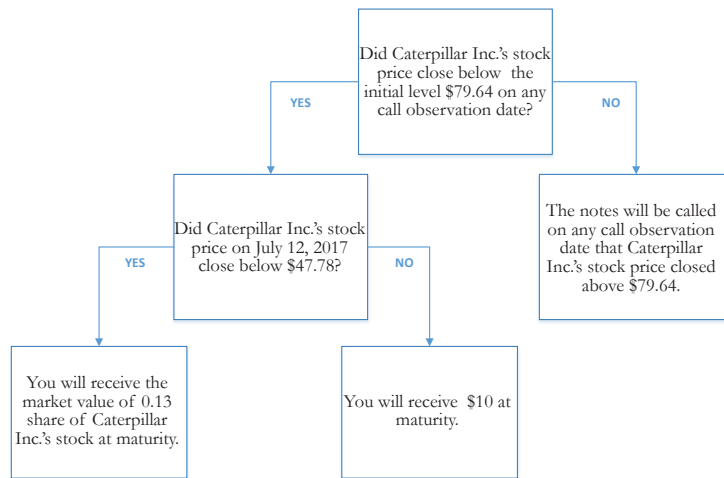 Did Caterpillar Inc.'s stock
price close below the
initial level $79.64 on any
call observation date?
YES
NO
Did Caterpillar Inc.'s stock
price on July 12, 2017
close below $47.78?
The notes will be called
on any call observation
date that Caterpillar
Inc.'s stock price closed
above $79.64.
YES
NO
You will receive the
market value of 0.13
share of Caterpillar
Inc.'s stock at maturity.
You will receive $10 at
maturity.